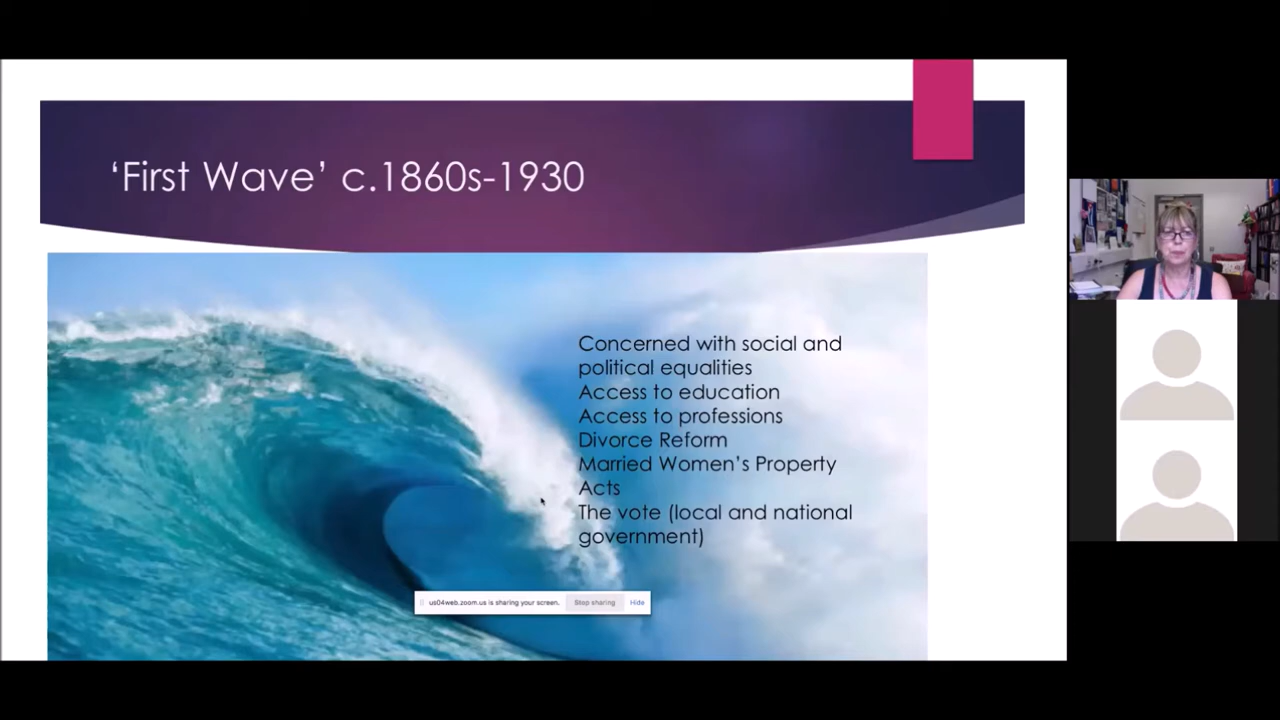 ‘First Wave’ c.1860s-1930
Concerned with social and
political equalities
Access to education
Access to professions
Divorce Reform
Married Women’s Property
Acts
The vote (local and national
government)
us04web.zoom.us is sharing your screen. Stop sharing Hide